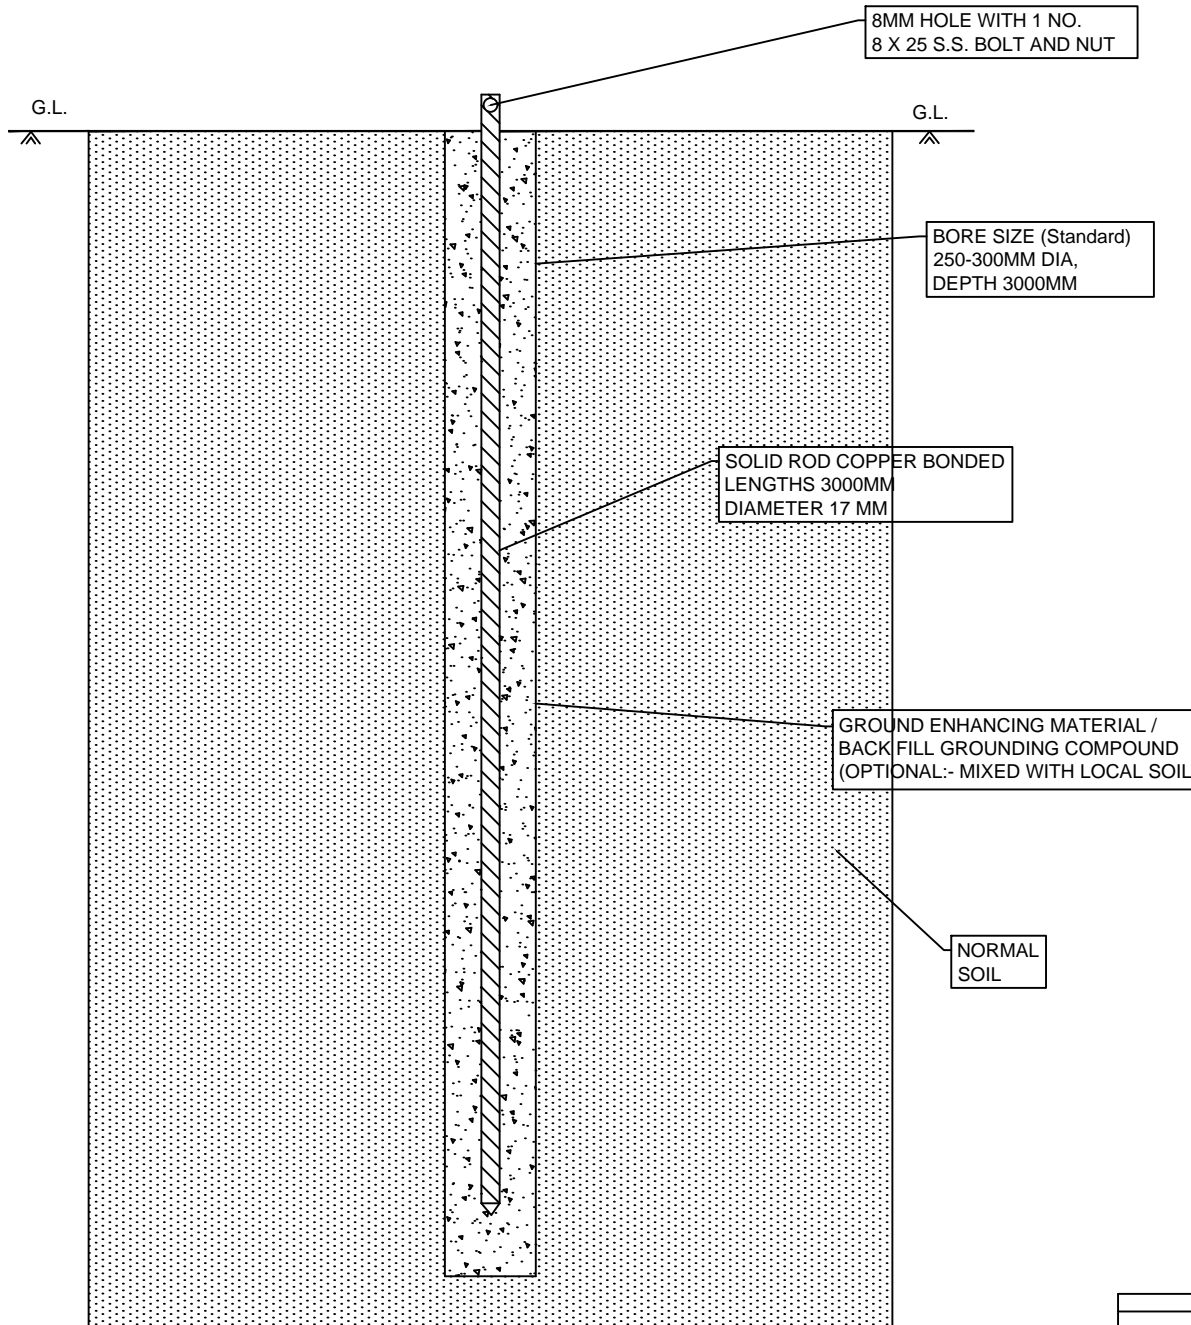 8MM HOLE WITH 1 NO.
8 X 25 S.S. BOLT AND NUT
G.L.
G.L.
BORE SIZE (Standard)
250-300MM DIA,
DEPTH 3000MM
SOLID ROD COPPER BONDED
LENGTHS 3000MM
DIAMETER 17 MM
GROUND ENHANCING MATERIAL /
BACK FILL GROUNDING COMPOUND
(OPTIONAL:- MIXED WITH LOCAL SOIL
NORMAL
SOIL